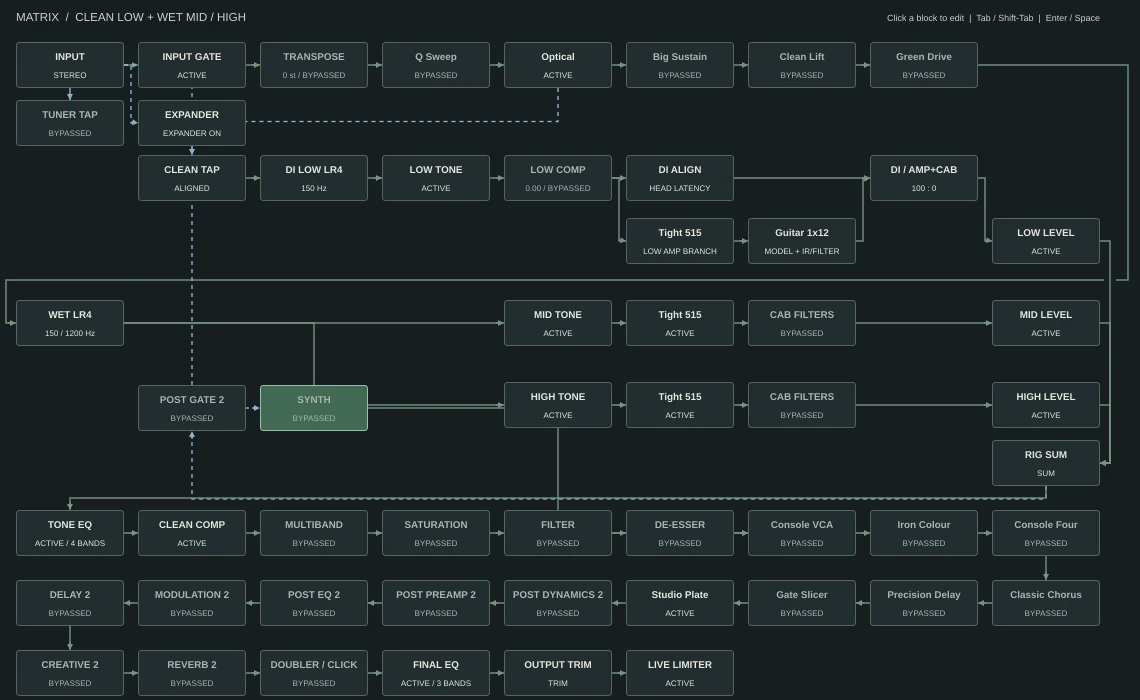 MATRIX / CLEAN LOW + WET MID / HIGH
Click a block to edit | Tab / Shift-Tab | Enter / Space
INPUT
STEREO
INPUT GATE
ACTIVE
TRANSPOSE
0 st / BYPASSED
Q Sweep
BYPASSED
Optical
ACTIVE
Big Sustain
BYPASSED
Clean Lift
BYPASSED
Green Drive
BYPASSED
TUNER TAP
BYPASSED
EXPANDER
EXPANDER ON
CLEAN TAP
ALIGNED
DI LOW LR4
150 Hz
LOW TONE
ACTIVE
LOW COMP
0.00 / BYPASSED
DI ALIGN
HEAD LATENCY
DI / AMP+CAB
100 : 0
Tight 515
LOW AMP BRANCH
Guitar 1x12
MODEL + IR/FILTER
LOW LEVEL
ACTIVE
WET LR4
150 / 1200 Hz
MID TONE
ACTIVE
Tight 515
ACTIVE
CAB FILTERS
BYPASSED
MID LEVEL
ACTIVE
POST GATE 2
BYPASSED
SYNTH
BYPASSED
HIGH TONE
ACTIVE
Tight 515
ACTIVE
CAB FILTERS
BYPASSED
HIGH LEVEL
ACTIVE
RIG SUM
SUM
TONE EQ
ACTIVE / 4 BANDS
CLEAN COMP
ACTIVE
MULTIBAND
BYPASSED
SATURATION
BYPASSED
FILTER
BYPASSED
DE-ESSER
BYPASSED
Console VCA
BYPASSED
Iron Colour
BYPASSED
Console Four
BYPASSED
DELAY 2
BYPASSED
MODULATION 2
BYPASSED
POST EQ 2
BYPASSED
POST PREAMP 2
BYPASSED
POST DYNAMICS 2
BYPASSED
Studio Plate
ACTIVE
Gate Slicer
BYPASSED
Precision Delay
BYPASSED
Classic Chorus
BYPASSED
CREATIVE 2
BYPASSED
REVERB 2
BYPASSED
DOUBLER / CLICK
BYPASSED
FINAL EQ
ACTIVE / 3 BANDS
OUTPUT TRIM
TRIM
LIVE LIMITER
ACTIVE